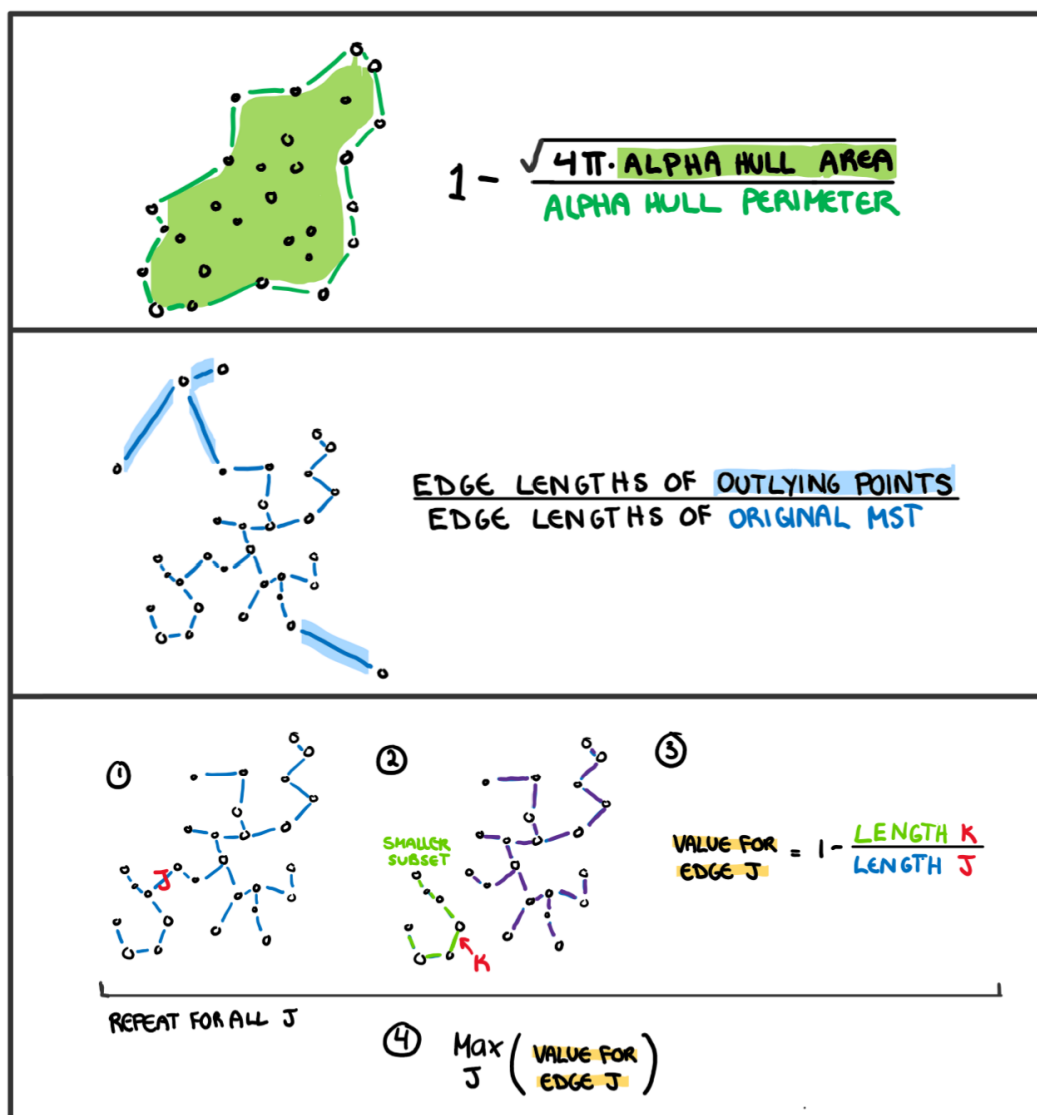 1 - √4π·ALPHA HULL AREA
ALPHA HULL PERIMETER
EDGE LENGTHS OF OUTLYING POINTS
EDGE LENGTHS OF ORIGINAL MST
①
J
②
SMALLER
SUBSET
K
③
VALUE FOR
EDGE J
= 1 - LENGTH K
LENGTH J
REPEAT FOR ALL J
④
Max
J
(VALUE FOR
EDGE J)